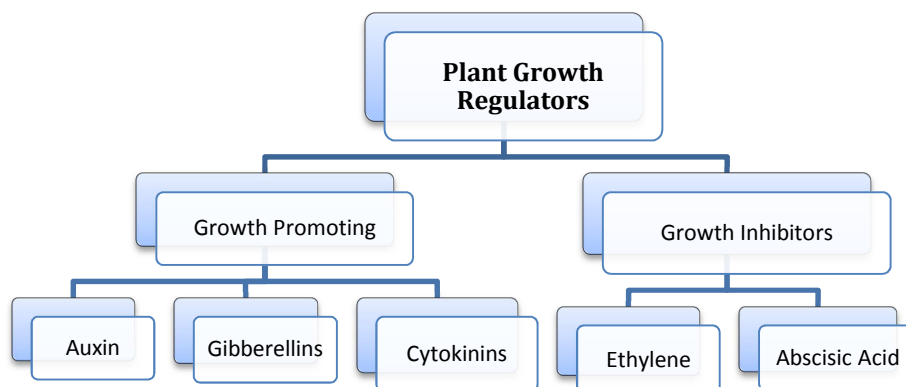 Plant Growth
Regulators
Growth Promoting
Growth Inhibitors
Auxin
Gibberellins
Cytokinins
Ethylene
Abscisic Acid